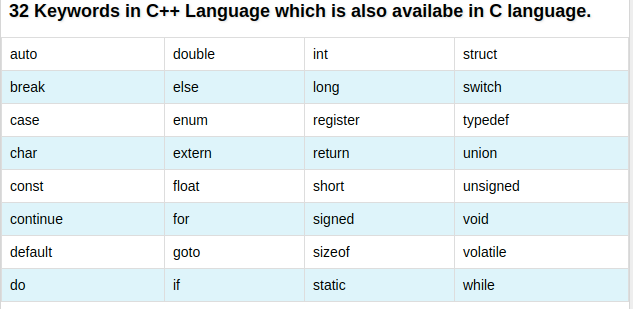 32 Keywords in C++ Language which is also availabe in C language.
auto double int struct
break else long switch
case enum register typedef
char extern return union
const float short unsigned
continue for signed void
default goto sizeof volatile
do if static while